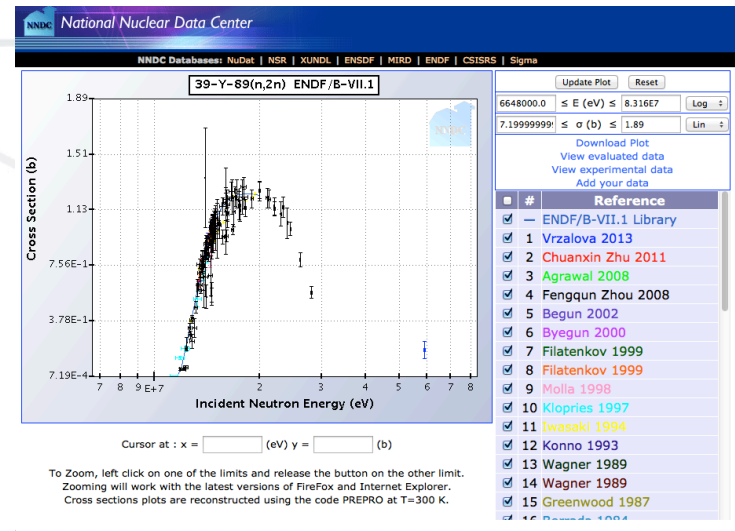 NNDC National Nuclear Data Center
NNDC Databases: NuDat | NSR | XUNDL | ENSDF | MIRD | ENDF | CSISRS | Sigma
39-Y-89(n,2n) ENDF/B-VII.1
1.89
1.51
1.13
7.56E-1
3.78E-1
7.19E-4
Cross Section (b)
NNDC
7 8 9 E+7 2 3 4 5 6 7 8
Incident Neutron Energy (eV)
Cursor at : x = (eV) y = (b)
To Zoom, left click on one of the limits and release the button on the other limit.
Zooming will work with the latest versions of FireFox and Internet Explorer.
Cross sections plots are reconstructed using the code PREPRO at T=300 K.
Update Plot Reset
6648000.0 ≤ E (eV) ≤ 8.316E7 Log
7.19999999 ≤ σ (b) ≤ 1.89 Lin
Download Plot
View evaluated data
View experimental data
Add your data
# Reference
— ENDF/B-VII.1 Library
1 Vrzalova 2013
2 Chuanxin Zhu 2011
3 Agrawal 2008
4 Fengqun Zhou 2008
5 Begun 2002
6 Byegun 2000
7 Filatenkov 1999
8 Filatenkov 1999
9 Molla 1998
10 Klopries 1997
11 Iwasaki 1994
12 Konno 1993
13 Wagner 1989
14 Wagner 1989
15 Greenwood 1987